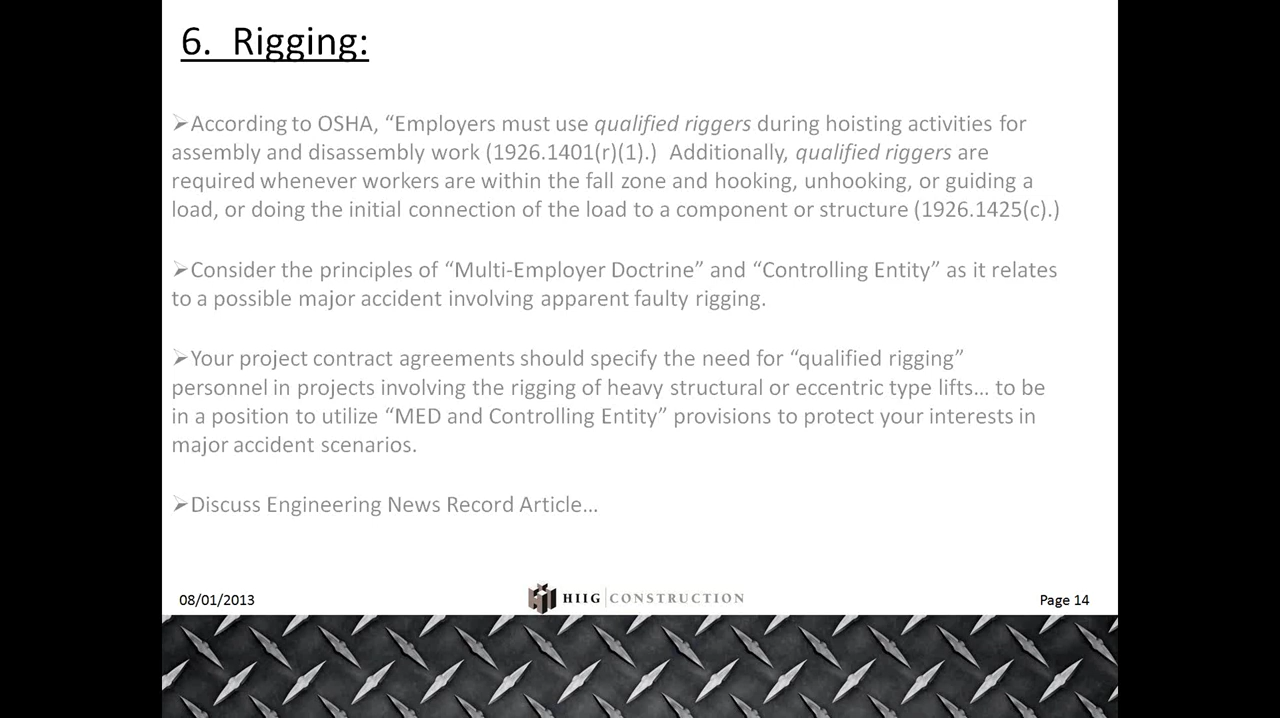 6. Rigging:
➢According to OSHA, “Employers must use qualified riggers during hoisting activities for
assembly and disassembly work (1926.1401(r)(1).) Additionally, qualified riggers are
required whenever workers are within the fall zone and hooking, unhooking, or guiding a
load, or doing the initial connection of the load to a component or structure (1926.1425(c).)
➢Consider the principles of “Multi-Employer Doctrine” and “Controlling Entity” as it relates
to a possible major accident involving apparent faulty rigging.
➢Your project contract agreements should specify the need for “qualified rigging”
personnel in projects involving the rigging of heavy structural or eccentric type lifts… to be
in a position to utilize “MED and Controlling Entity” provisions to protect your interests in
major accident scenarios.
➢Discuss Engineering News Record Article…
08/01/2013
HIIG CONSTRUCTION
Page 14